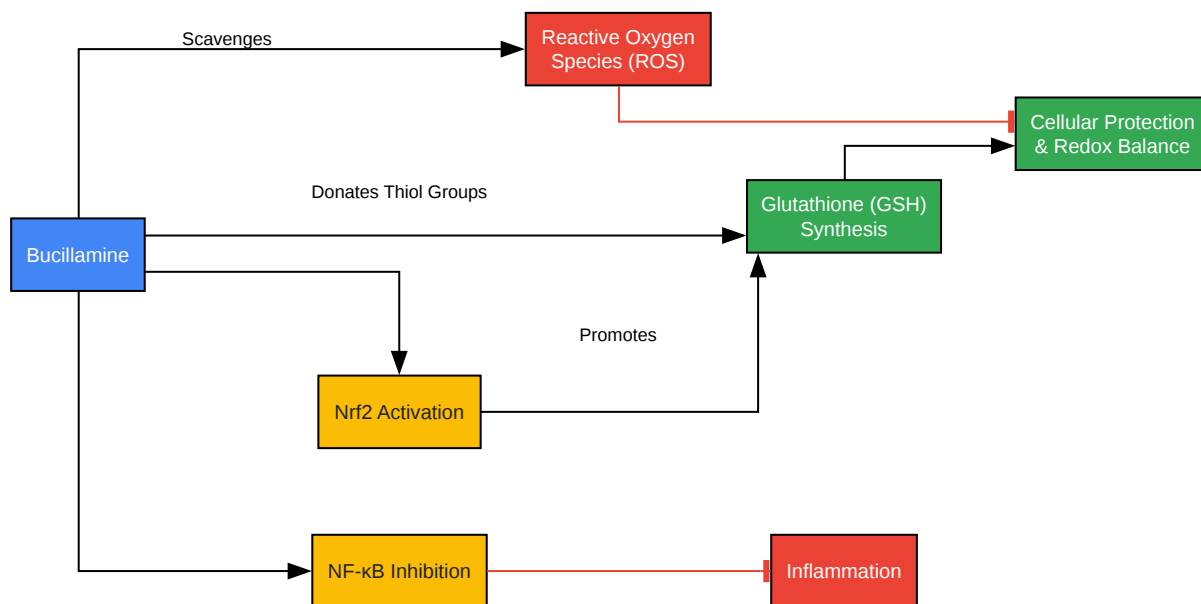 Scavenges
Reactive Oxygen
Species (ROS)
Cellular Protection
& Redox Balance
Donates Thiol Groups
Glutathione (GSH)
Synthesis
Bucillamine
Promotes
Nrf2 Activation
NF-κB Inhibition
Inflammation